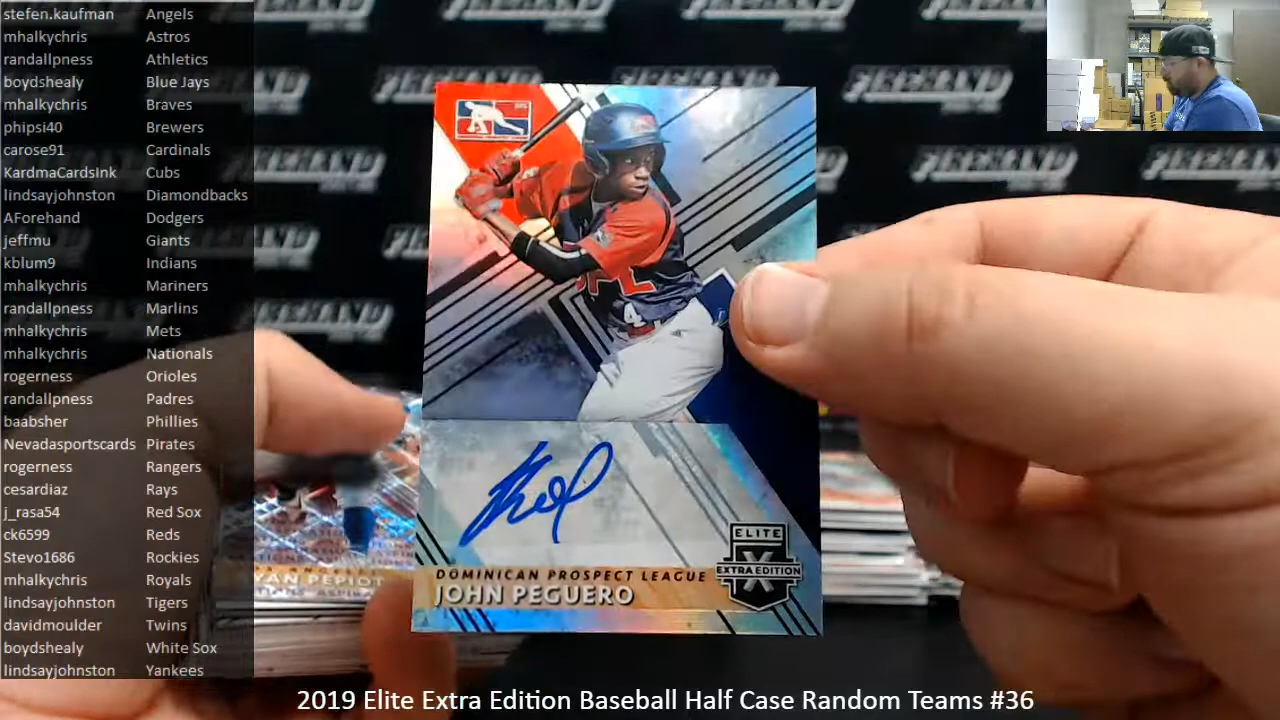 stefen.kaufman Angels
mhalkychris Astros
randallpness Athletics
boydshealy Blue Jays
mhalkychris Braves
phipsi40 Brewers
carose91 Cardinals
KardmaCardsInk Cubs
lindsayjohnston Diamondbacks
AForehand Dodgers
jeffmu Giants
kblum9 Indians
mhalkychris Mariners
randallpness Marlins
mhalkychris Mets
mhalkychris Nationals
rogerness Orioles
randallpness Padres
baabsher Phillies
Nevadasportscards Pirates
rogerness Rangers
cesardiaz Rays
j_rasa54 Red Sox
ck6599 Reds
Stevo1686 Rockies
mhalkychris Royals
lindsayjohnston Tigers
davidmoulder Twins
boydshealy White Sox
lindsayjohnston Yankees
FIREHAND
DPL
4
ELITE
X
EXTRA EDITION
DOMINICAN PROSPECT LEAGUE
JOHN PEGUERO
YAN PEPIOT
2019 Elite Extra Edition Baseball Half Case Random Teams #36